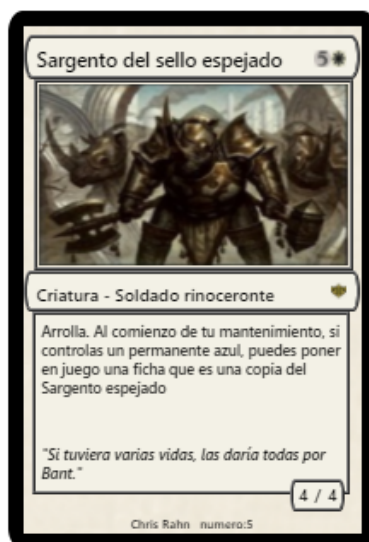 Sargento del sello espejado 5
Criatura - Soldado rinoceronte
Arrolla. Al comienzo de tu mantenimiento, si
controlas un permanente azul, puedes poner
en juego una ficha que es una copia del
Sargento espejado
"Si tuviera varias vidas, las daría todas por
Bant."
4 / 4
Chris Rahn numero:5